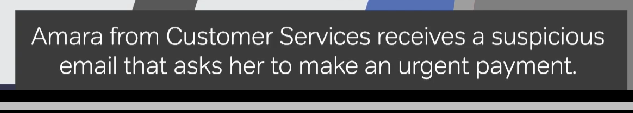 Amara from Customer Services receives a suspicious
email that asks her to make an urgent payment.